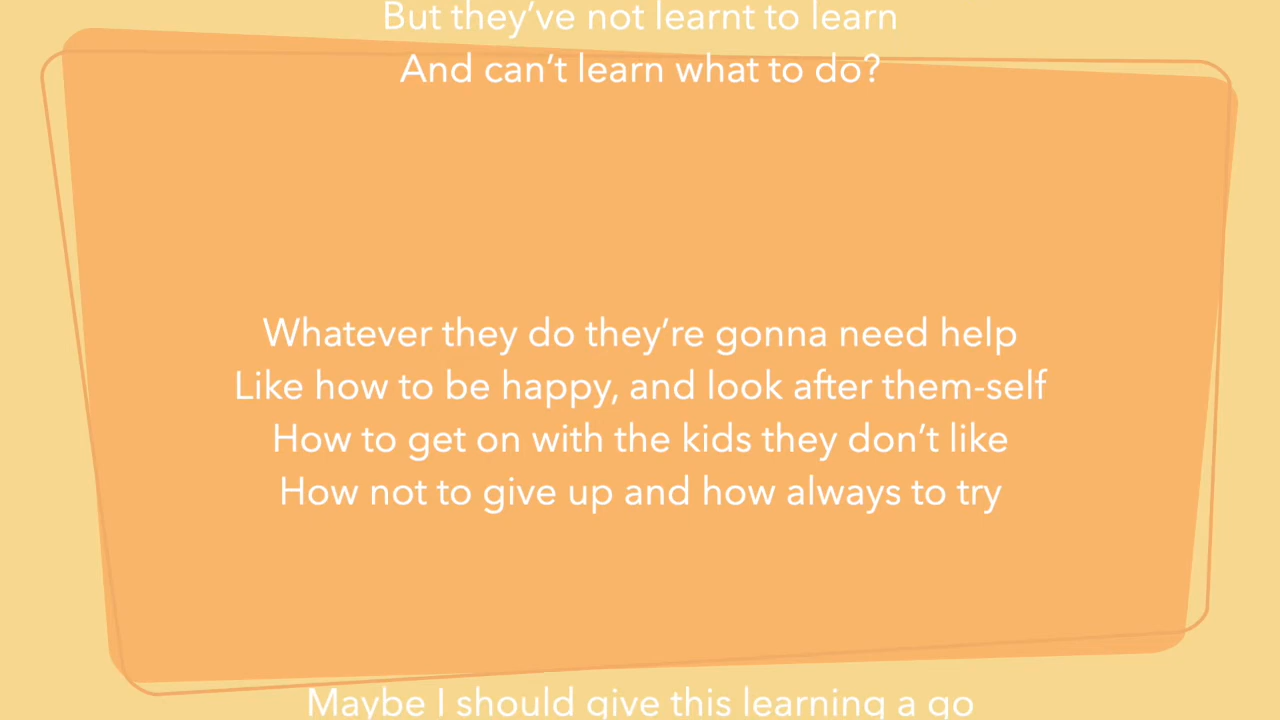 But they’ve not learnt to learn
And can’t learn what to do?
Whatever they do they’re gonna need help
Like how to be happy, and look after them-self
How to get on with the kids they don’t like
How not to give up and how always to try
Maybe I should give this learning a go